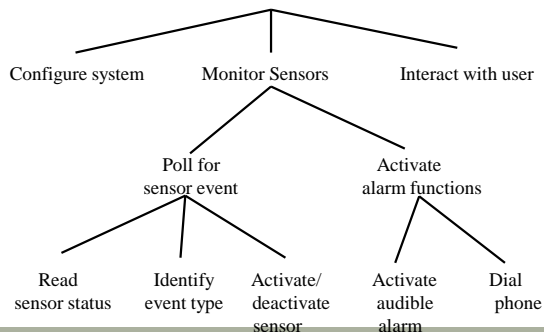 Configure system Monitor Sensors Interact with user
Poll for
sensor event
Activate
alarm functions
Read
sensor status
Identify
event type
Activate/
deactivate
sensor
Activate
audible
alarm
Dial
phone